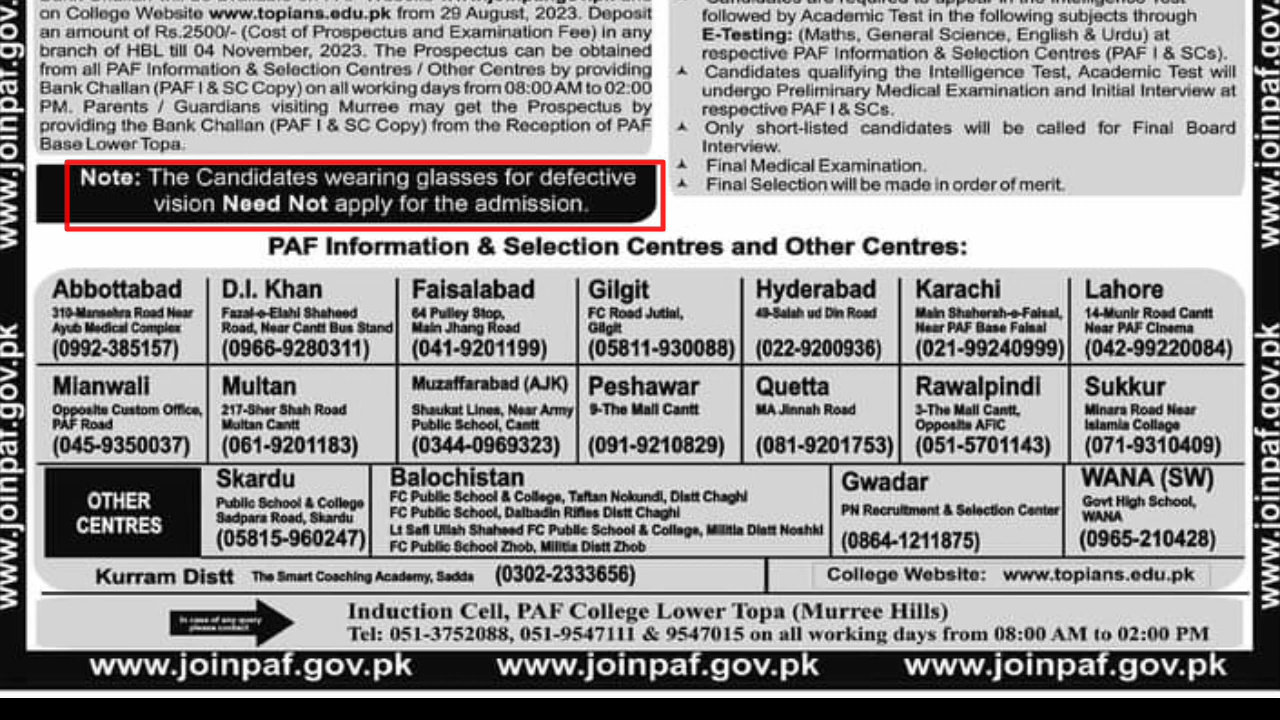 on College Website www.topians.edu.pk from 29 August, 2023. Deposit
an amount of Rs.2500/- (Cost of Prospectus and Examination Fee) in any
branch of HBL till 04 November, 2023. The Prospectus can be obtained
from all PAF Information & Selection Centres / Other Centres by providing
Bank Challan (PAF I & SC Copy) on all working days from 08:00 AM to 02:00
PM. Parents / Guardians visiting Murree may get the Prospectus by
providing the Bank Challan (PAF I & SC Copy) from the Reception of PAF
Base Lower Topa.
Note: The Candidates wearing glasses for defective
vision Need Not apply for the admission.
followed by Academic Test in the following subjects through
E-Testing: (Maths, General Science, English & Urdu) at
respective PAF Information & Selection Centres (PAF I & SCs).
Candidates qualifying the Intelligence Test, Academic Test will
undergo Preliminary Medical Examination and Initial Interview at
respective PAF I & SCs.
Only short-listed candidates will be called for Final Board
Interview.
Final Medical Examination.
Final Selection will be made in order of merit.
PAF Information & Selection Centres and Other Centres:
Abbottabad
310-Mansehra Road Near
Ayub Medical Complex
(0992-385157)
D.I. Khan
Fazal-e-Elahi Shaheed
Road, Near Cantt Bus Stand
(0966-9280311)
Faisalabad
64 Pulley Stop,
Main Jhang Road
(041-9201199)
Gilgit
FC Road Jutial,
Gilgit
(05811-930088)
Hyderabad
49-Salah ud Din Road
(022-9200936)
Karachi
Main Shaherah-e-Faisal,
Near PAF Base Faisal
(021-99240999)
Lahore
14-Munir Road Cantt
Near PAF Cinema
(042-99220084)
Mianwali
Opposite Custom Office,
PAF Road
(045-9350037)
Multan
217-Sher Shah Road
Multan Cantt
(061-9201183)
Muzaffarabad (AJK)
Shaukat Lines, Near Army
Public School, Cantt
(0344-0969323)
Peshawar
9-The Mall Cantt
(091-9210829)
Quetta
MA Jinnah Road
(081-9201753)
Rawalpindi
3-The Mall Cantt,
Opposite AFIC
(051-5701143)
Sukkur
Minara Road Near
Islamia College
(071-9310409)
OTHER
CENTRES
Skardu
Public School & College
Sadpara Road, Skardu
(05815-960247)
Balochistan
FC Public School & College, Taftan Nokundi, Distt Chaghi
FC Public School, Dalbadin Rifles Distt Chaghi
Lt Safi Ullah Shaheed FC Public School & College, Militia Distt Noshki
FC Public School Zhob, Militia Distt Zhob
Gwadar
PN Recruitment & Selection Center
(0864-1211875)
WANA (SW)
Govt High School,
WANA
(0965-210428)
Kurram Distt The Smart Coaching Academy, Sadda (0302-2333656)
College Website: www.topians.edu.pk
In case of any query
please contact
Induction Cell, PAF College Lower Topa (Murree Hills)
Tel: 051-3752088, 051-9547111 & 9547015 on all working days from 08:00 AM to 02:00 PM
www.joinpaf.gov.pk www.joinpaf.gov.pk www.joinpaf.gov.pk
www.joinpaf.gov.pk
www.joinpaf.gov.pk